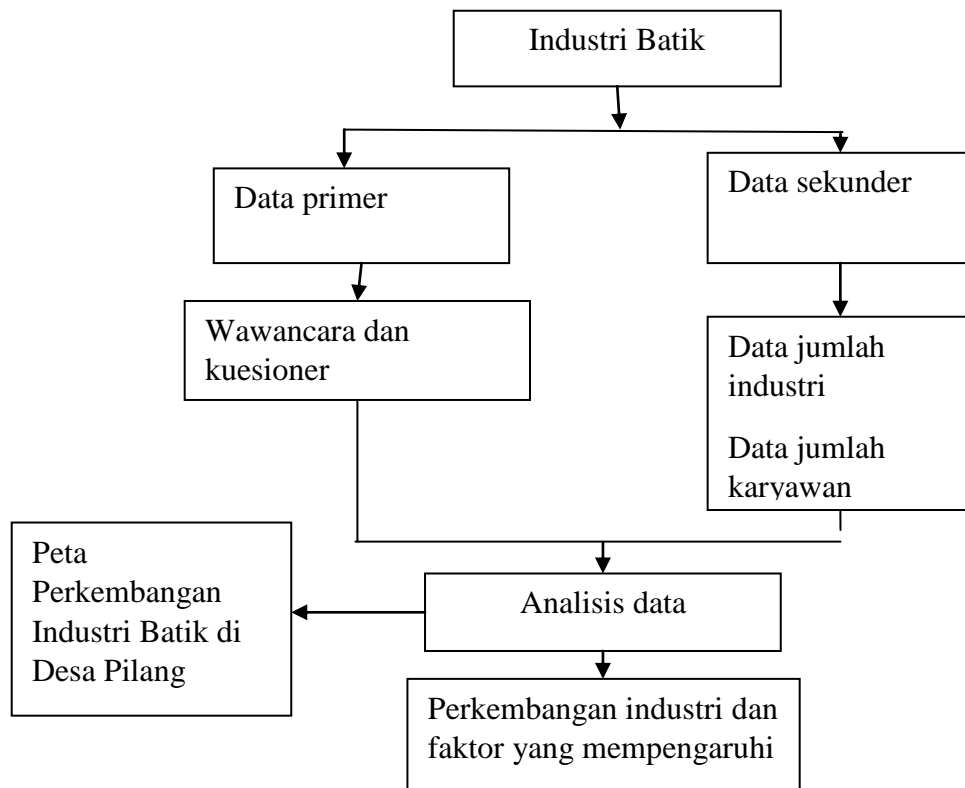 Industri Batik
Data primer
Data sekunder
Wawancara dan
kuesioner
Data jumlah
industri
Data jumlah
karyawan
Peta
Perkembangan
Industri Batik di
Desa Pilang
Analisis data
Perkembangan industri dan
faktor yang mempengaruhi